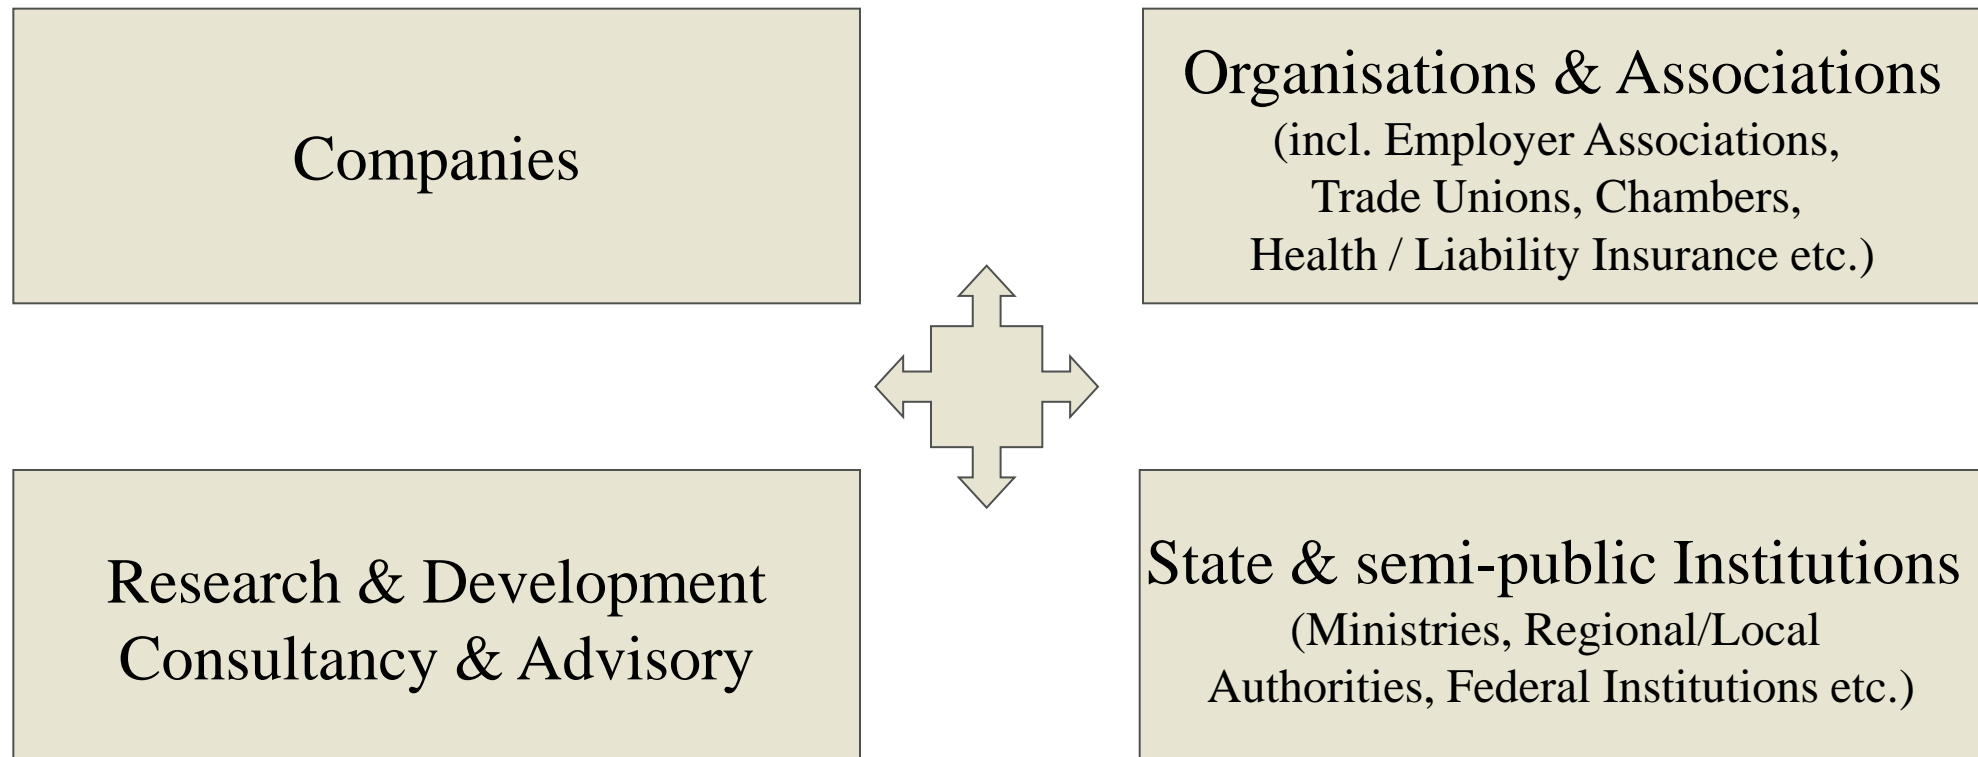 Companies
Organisations & Associations
(incl. Employer Associations,
Trade Unions, Chambers,
Health / Liability Insurance etc.)
Research & Development
Consultancy & Advisory
State & semi-public Institutions
(Ministries, Regional/Local
Authorities, Federal Institutions etc.)